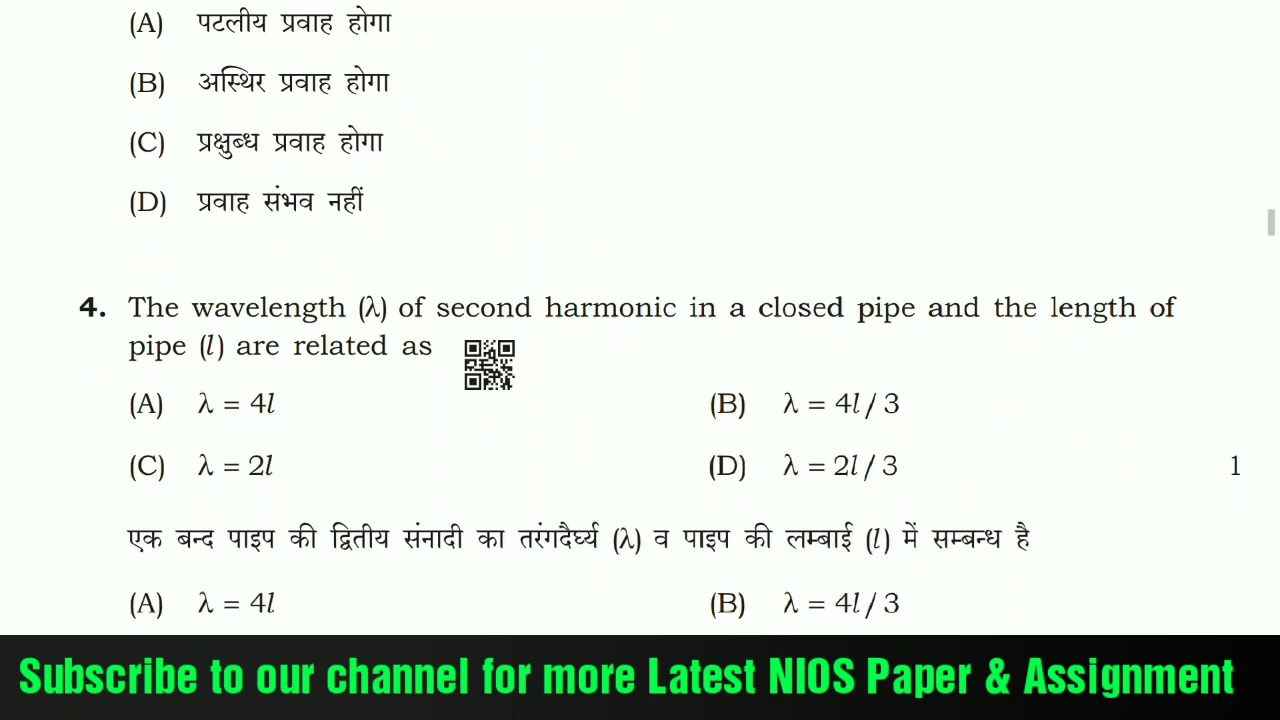 (A) पटलीय प्रवाह होगा
(B) अस्थिर प्रवाह होगा
(C) प्रक्षुब्ध प्रवाह होगा
(D) प्रवाह संभव नहीं
4. The wavelength (λ) of second harmonic in a closed pipe and the length of
pipe (l) are related as
(A) λ = 4l (B) λ = 4l / 3
(C) λ = 2l (D) λ = 2l / 3 1
एक बन्द पाइप की द्वितीय संनादी का तरंगदैर्घ्य (λ) व पाइप की लम्बाई (l) में सम्बन्ध है
(A) λ = 4l (B) λ = 4l / 3
Subscribe to our channel for more Latest NIOS Paper & Assignment